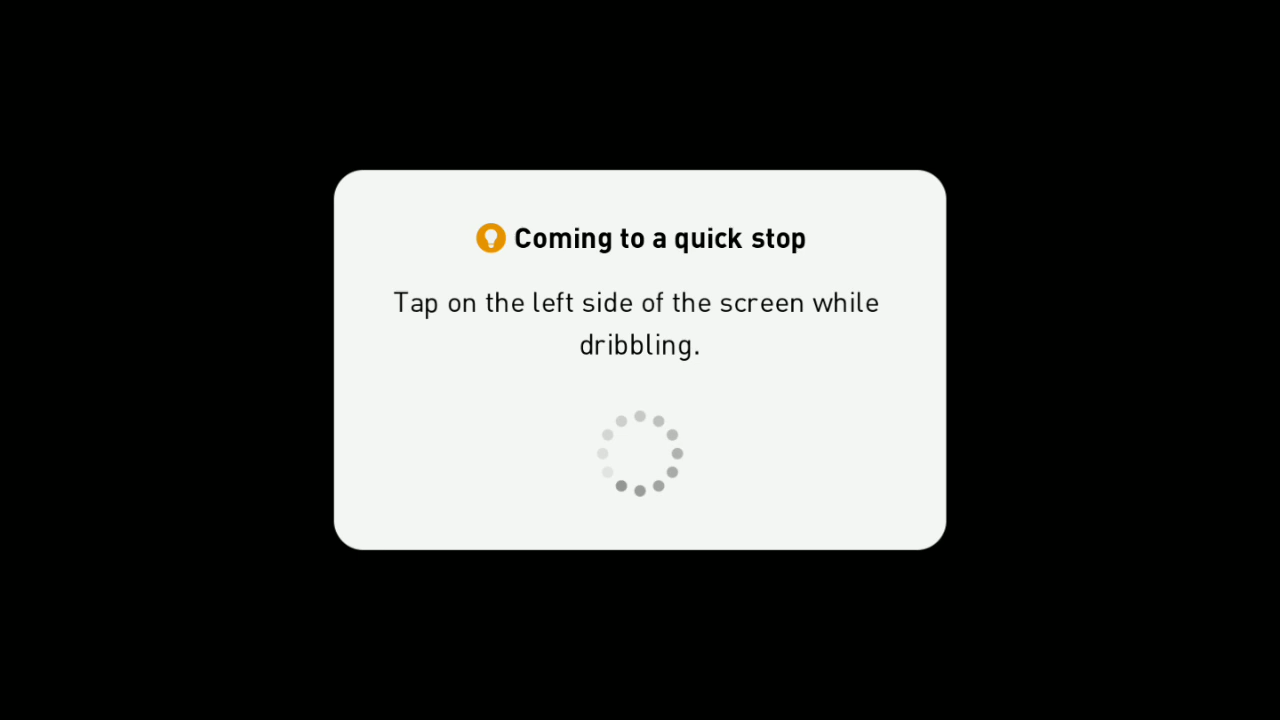 Coming to a quick stop
Tap on the left side of the screen while
dribbling.